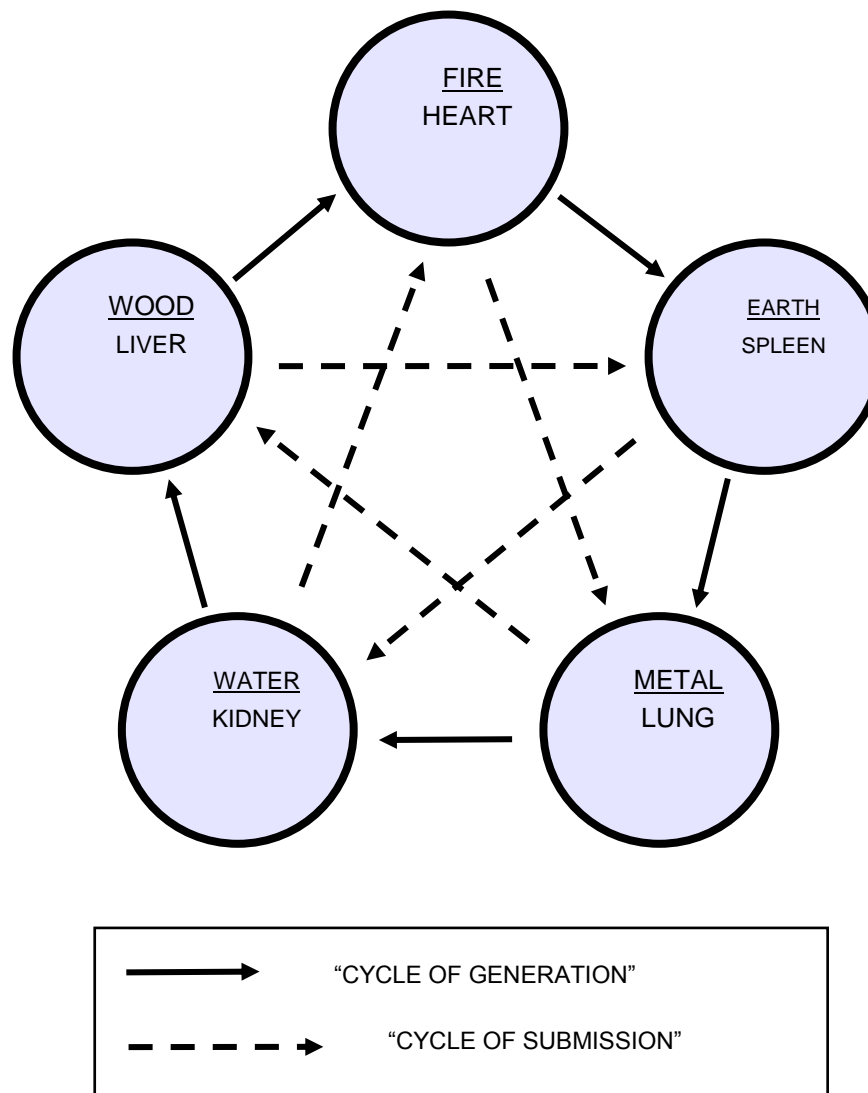 FIRE
HEART
WOOD
LIVER
EARTH
SPLEEN
WATER
KIDNEY
METAL
LUNG
“CYCLE OF GENERATION”
“CYCLE OF SUBMISSION”